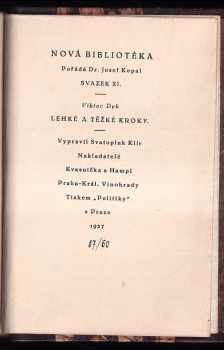 NOVÁ BIBLIOTÉKA
Pořádá Dr. Josef Kopal
SVAZEK XI.
Viktor Dyk
LEHKÉ A TĚŽKÉ KROKY.
Vypravil Svatopluk Klír
Nakladatelé
Kvasnička a Hampl
Praha-Král. Vinohrady
Tiskem „Politiky"
v Praze
1927
87/60